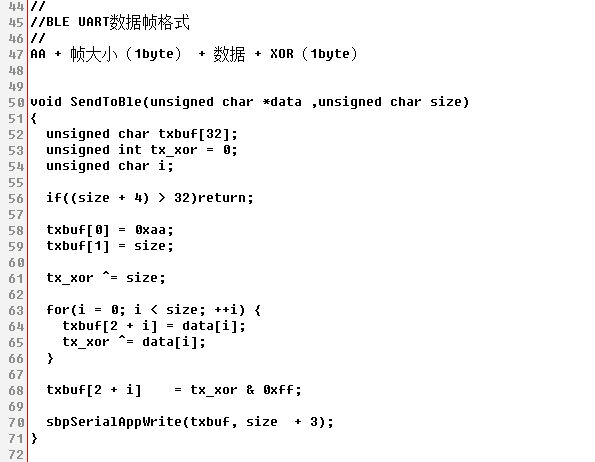 44 //
45 //BLE UART数据帧格式
46 //
47 AA + 帧大小（1byte） + 数据 + XOR（1byte）
48
49
50 void SendToBle(unsigned char *data ,unsigned char size)
51 {
52   unsigned char txbuf[32];
53   unsigned int tx_xor = 0;
54   unsigned char i;
55
56   if((size + 4) > 32)return;
57
58   txbuf[0] = 0xaa;
59   txbuf[1] = size;
60
61   tx_xor ^= size;
62
63   for(i = 0; i < size; ++i) {
64     txbuf[2 + i] = data[i];
65     tx_xor ^= data[i];
66   }
67
68   txbuf[2 + i]    = tx_xor & 0xff;
69
70   sbpSerialAppWrite(txbuf, size  + 3);
71 }
72